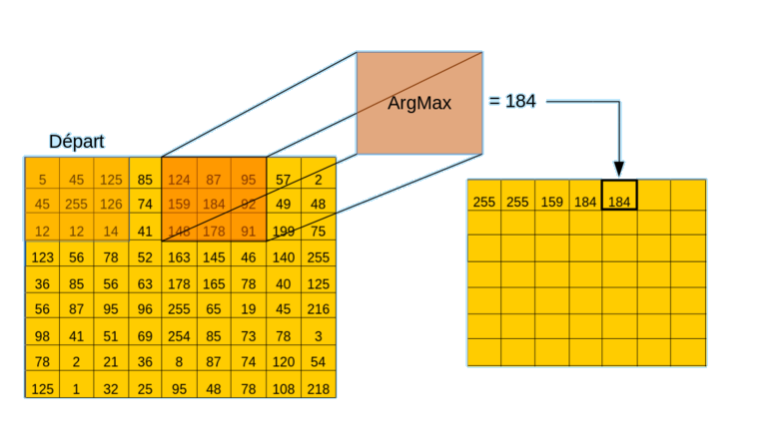 ArgMax
= 184
Départ
5 45 125 85 124 87 95 57 2
45 255 126 74 159 184 92 49 48
12 12 14 41 148 178 91 199 75
123 56 78 52 163 145 46 140 255
36 85 56 63 178 165 78 40 125
56 87 95 96 255 65 19 45 216
98 41 51 69 254 85 73 78 3
78 2 21 36 8 87 74 120 54
125 1 32 25 95 48 78 108 218
255 255 159 184 184